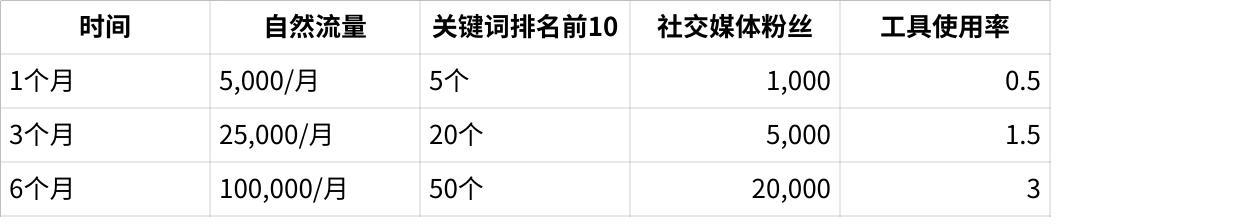 时间 自然流量 关键词排名前10 社交媒体粉丝 工具使用率
1个月 5,000/月 5个 1,000 0.5
3个月 25,000/月 20个 5,000 1.5
6个月 100,000/月 50个 20,000 3